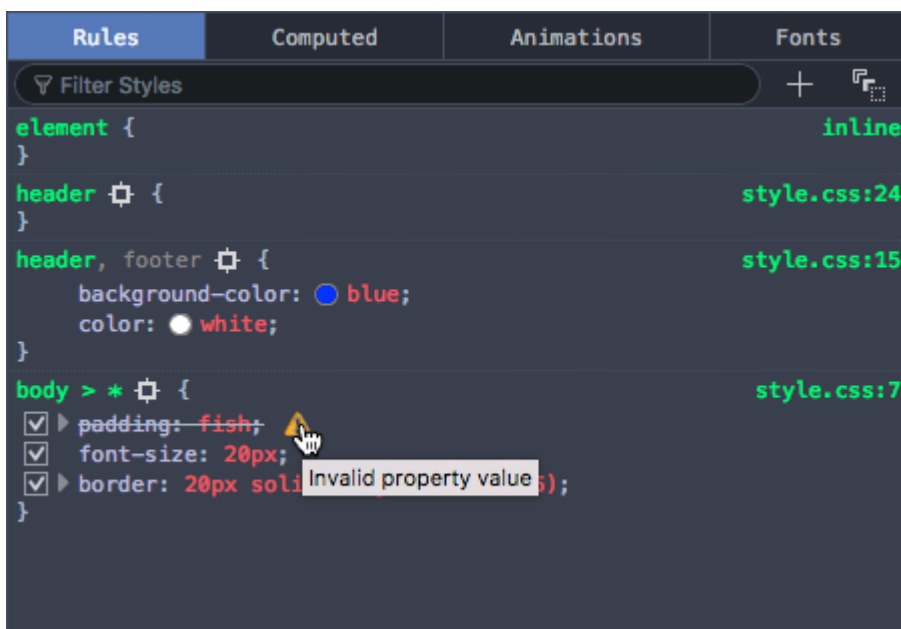 Rules Computed Animations Fonts
Filter Styles
element { inline
}
header { style.css:24
}
header, footer { style.css:15
background-color: blue;
color: white;
}
body > * { style.css:7
padding: fish;
font-size: 20px;
Invalid property value
border: 20px soli );
}